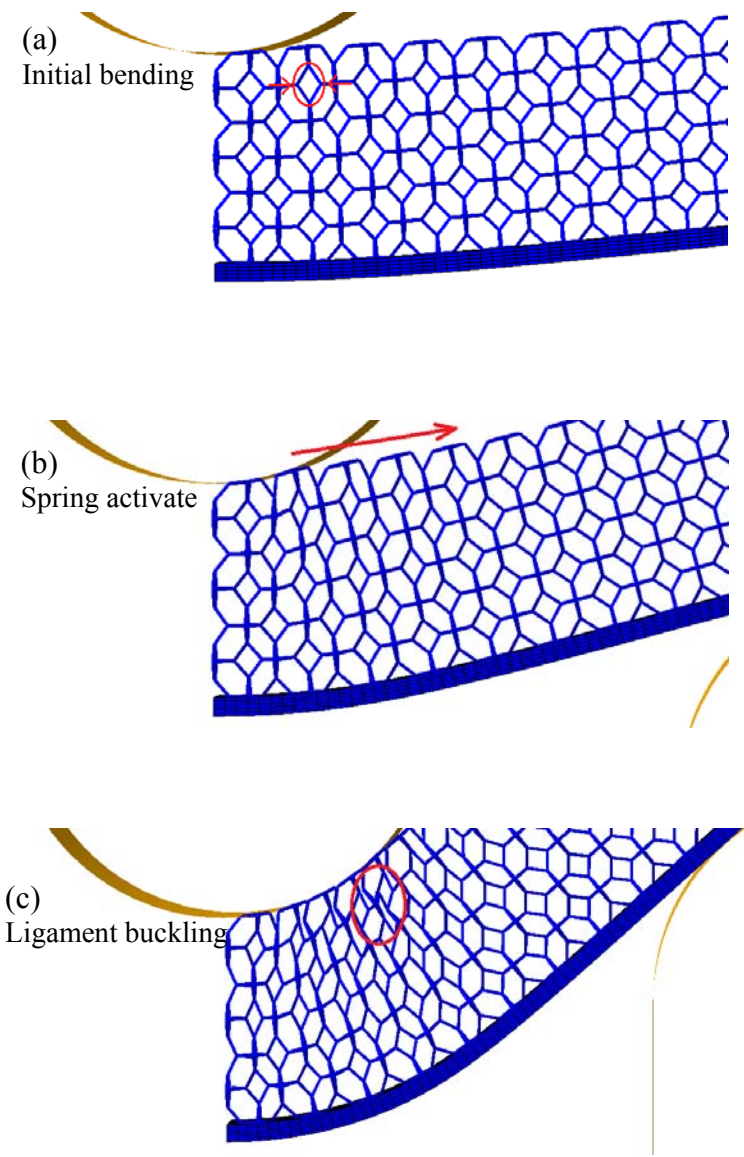 (a)
Initial bending
(b)
Spring activate
(c)
Ligament buckling